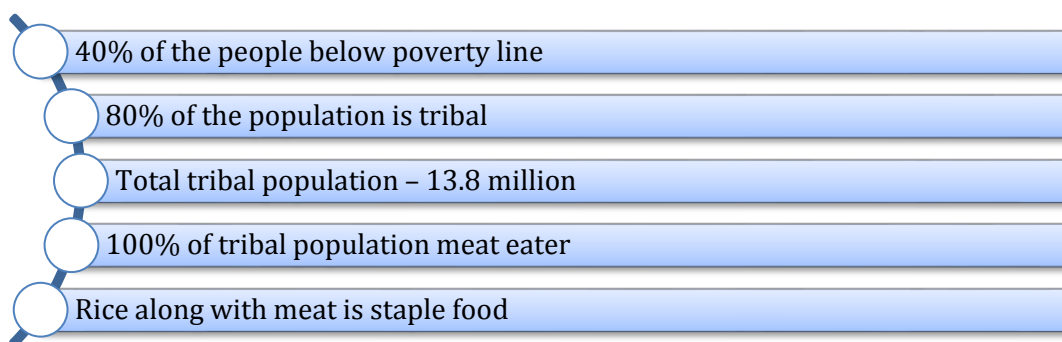 40% of the people below poverty line
80% of the population is tribal
Total tribal population – 13.8 million
100% of tribal population meat eater
Rice along with meat is staple food